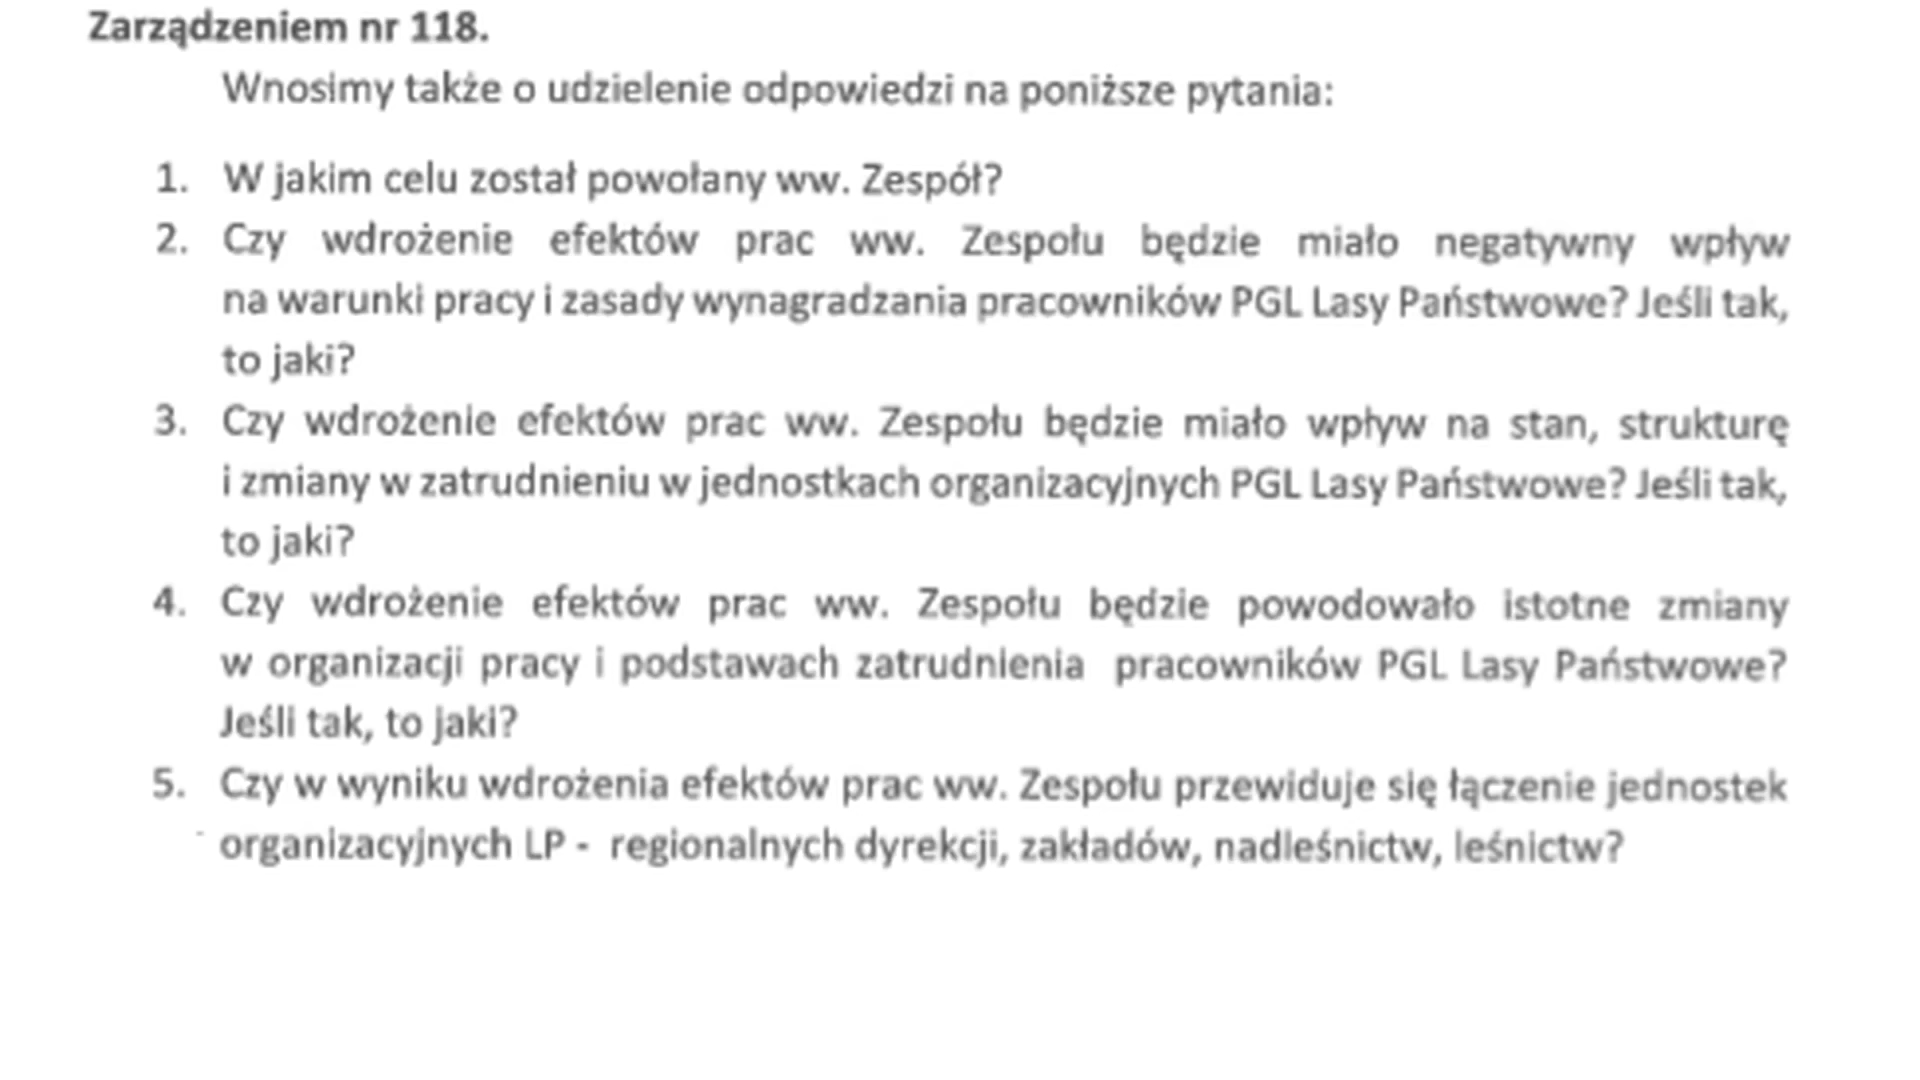 Zarządzeniem nr 118.
Wnosimy także o udzielenie odpowiedzi na poniższe pytania:
1. W jakim celu został powołany ww. Zespół?
2. Czy wdrożenie efektów prac ww. Zespołu będzie miało negatywny wpływ
na warunki pracy i zasady wynagradzania pracowników PGL Lasy Państwowe? Jeśli tak,
to jaki?
3. Czy wdrożenie efektów prac ww. Zespołu będzie miało wpływ na stan, strukturę
i zmiany w zatrudnieniu w jednostkach organizacyjnych PGL Lasy Państwowe? Jeśli tak,
to jaki?
4. Czy wdrożenie efektów prac ww. Zespołu będzie powodowało istotne zmiany
w organizacji pracy i podstawach zatrudnienia pracowników PGL Lasy Państwowe?
Jeśli tak, to jaki?
5. Czy w wyniku wdrożenia efektów prac ww. Zespołu przewiduje się łączenie jednostek
organizacyjnych LP - regionalnych dyrekcji, zakładów, nadleśnictw, leśnictw?